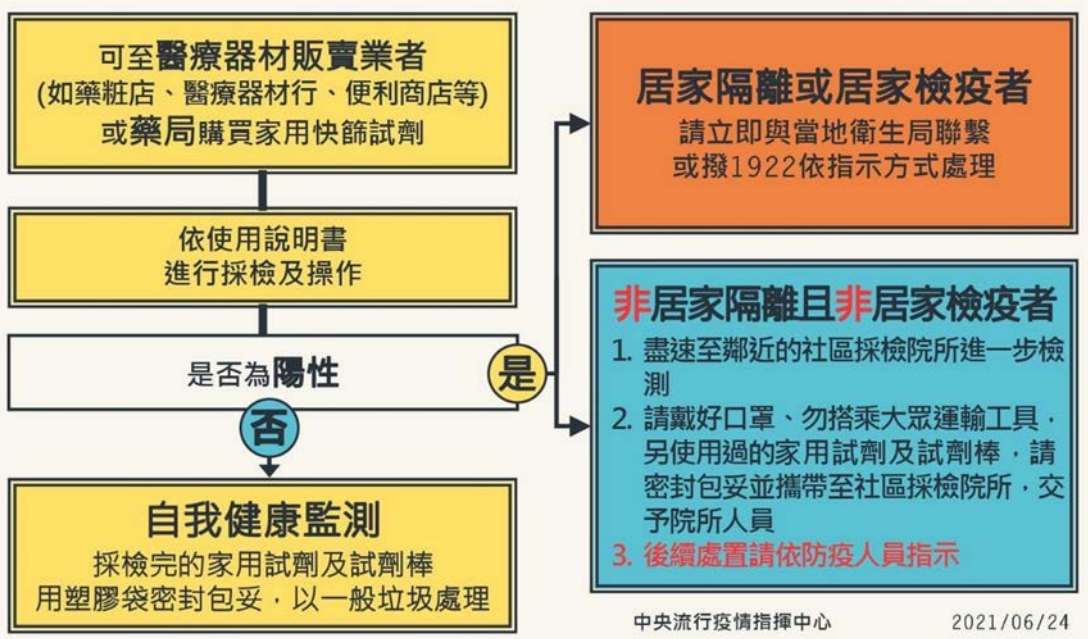 可至醫療器材販賣業者
(如藥粧店、醫療器材行、便利商店等)
或藥局購買家用快篩試劑
依使用說明書
進行採檢及操作
是否為陽性
是
否
自我健康監測
採檢完的家用試劑及試劑棒
用塑膠袋密封包妥，以一般垃圾處理
居家隔離或居家檢疫者
請立即與當地衛生局聯繫
或撥1922依指示方式處理
非居家隔離且非居家檢疫者
1. 盡速至鄰近的社區採檢院所進一步檢
測
2. 請戴好口罩、勿搭乘大眾運輸工具，
另使用過的家用試劑及試劑棒，請
密封包妥並攜帶至社區採檢院所，交
予院所人員
3. 後續處置請依防疫人員指示
中央流行疫情指揮中心 2021/06/24